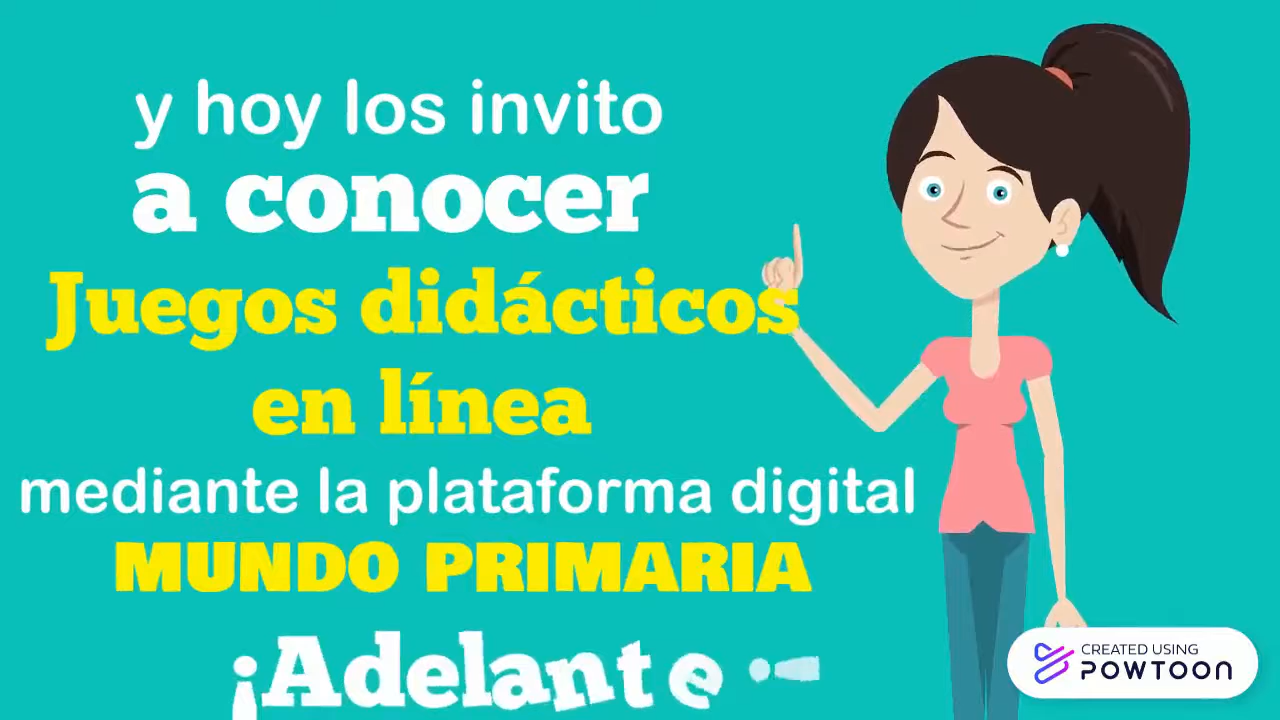 y hoy los invito
a conocer
Juegos didácticos
en línea
mediante la plataforma digital
MUNDO PRIMARIA
¡Adelante!
CREATED USING
POWTOON